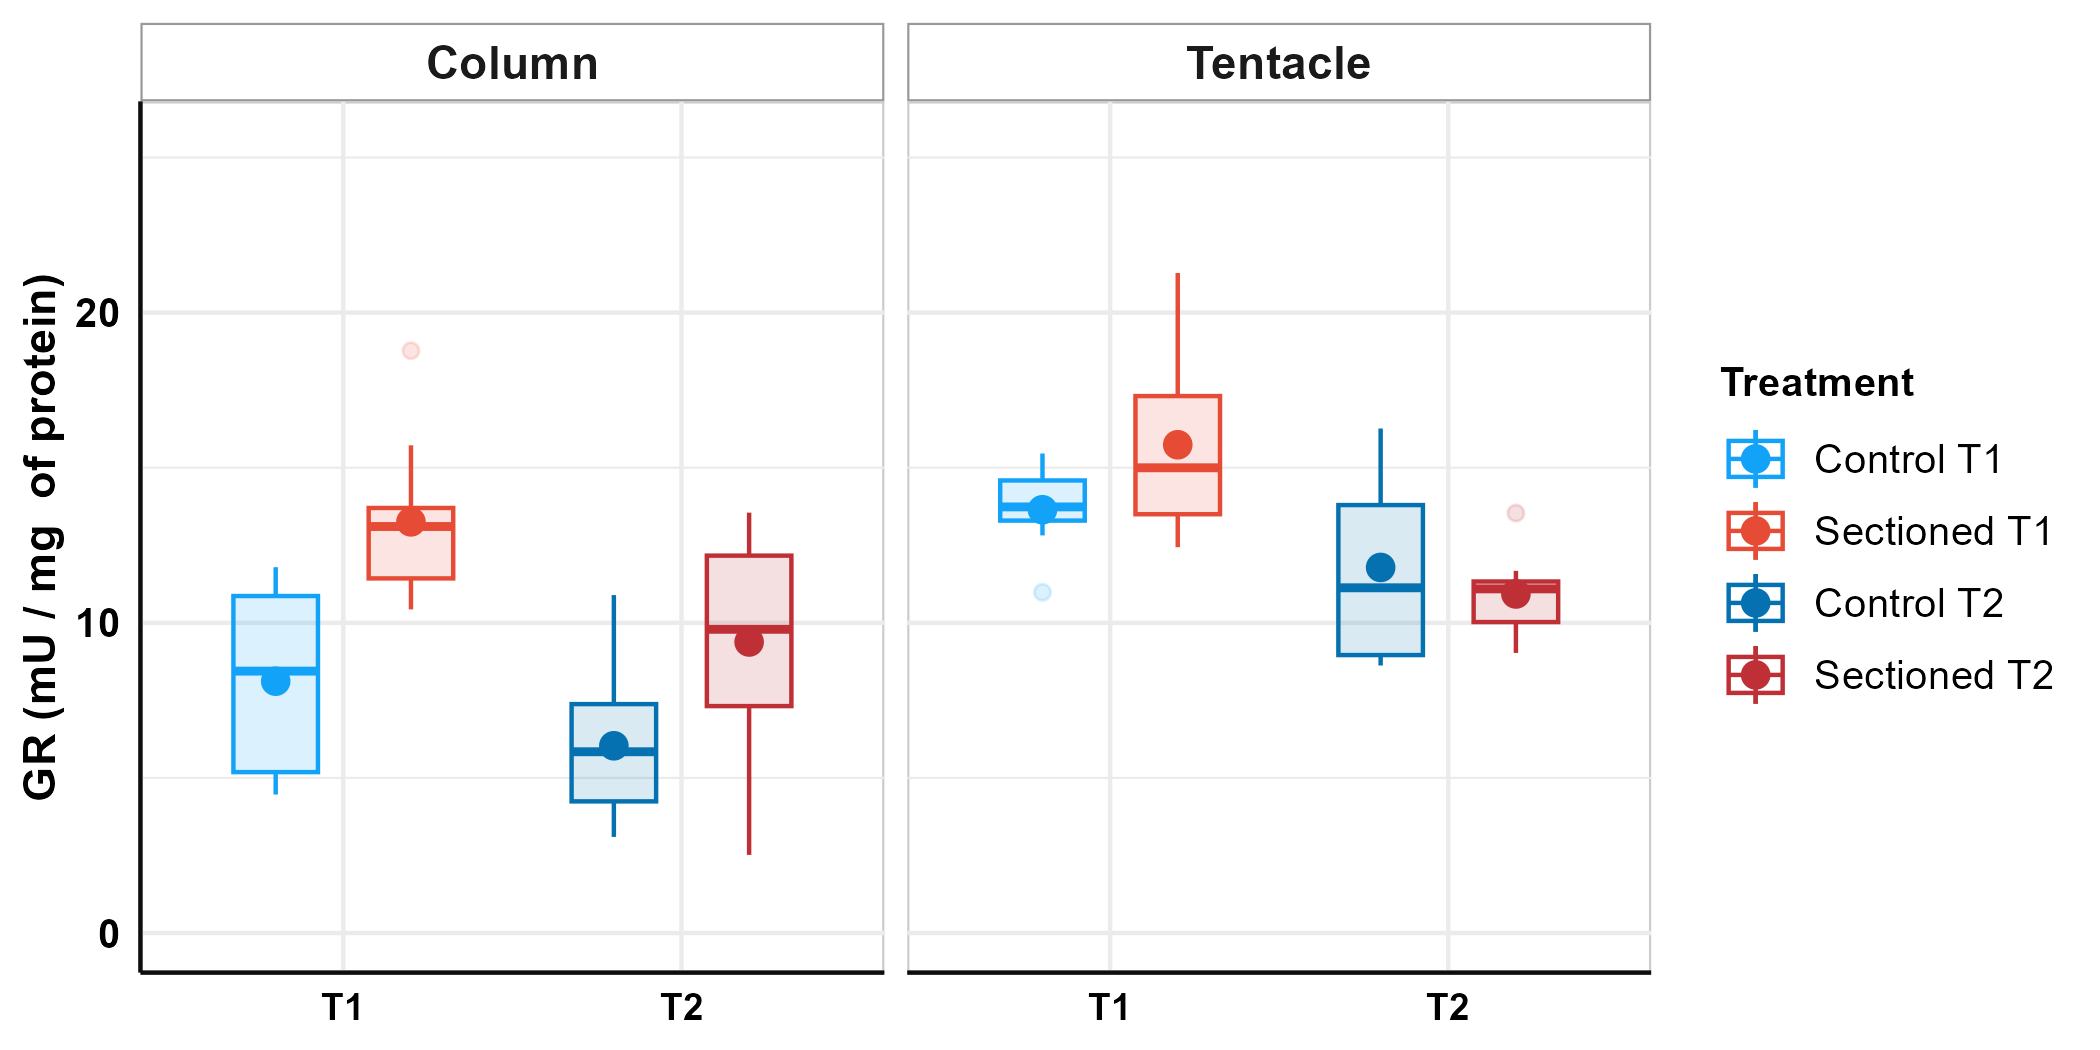 Column
Tentacle
GR (mU / mg  of protein)
20
10
0
T1
T2
T1
T2
Treatment
Control T1
Sectioned T1
Control T2
Sectioned T2